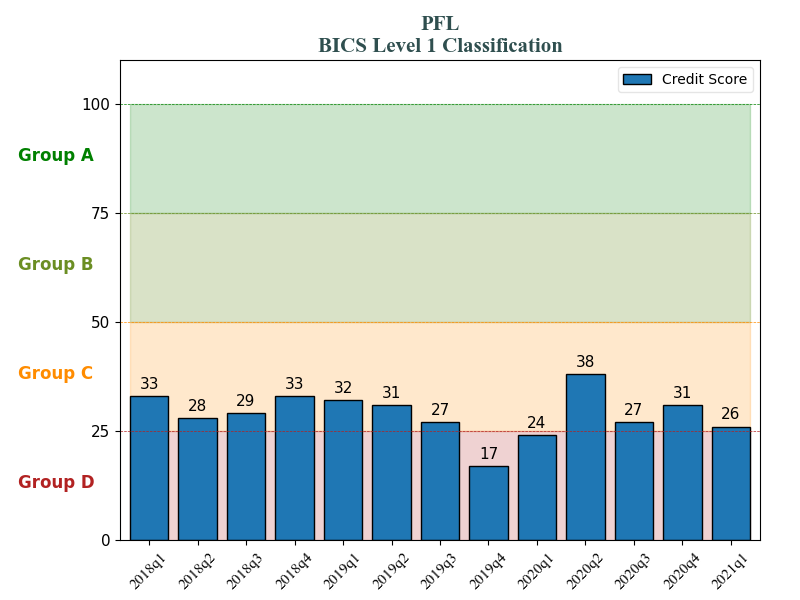 PFL
BICS Level 1 Classification
Credit Score
100
Group A
75
Group B
50
Group C
38
33
33
32
31
31
29
28
27
27
26
25
24
17
Group D
0
2018q1
2018q2
2018q3
2018q4
2019q1
2019q2
2019q3
2019q4
2020q1
2020q2
2020q3
2020q4
2021q1